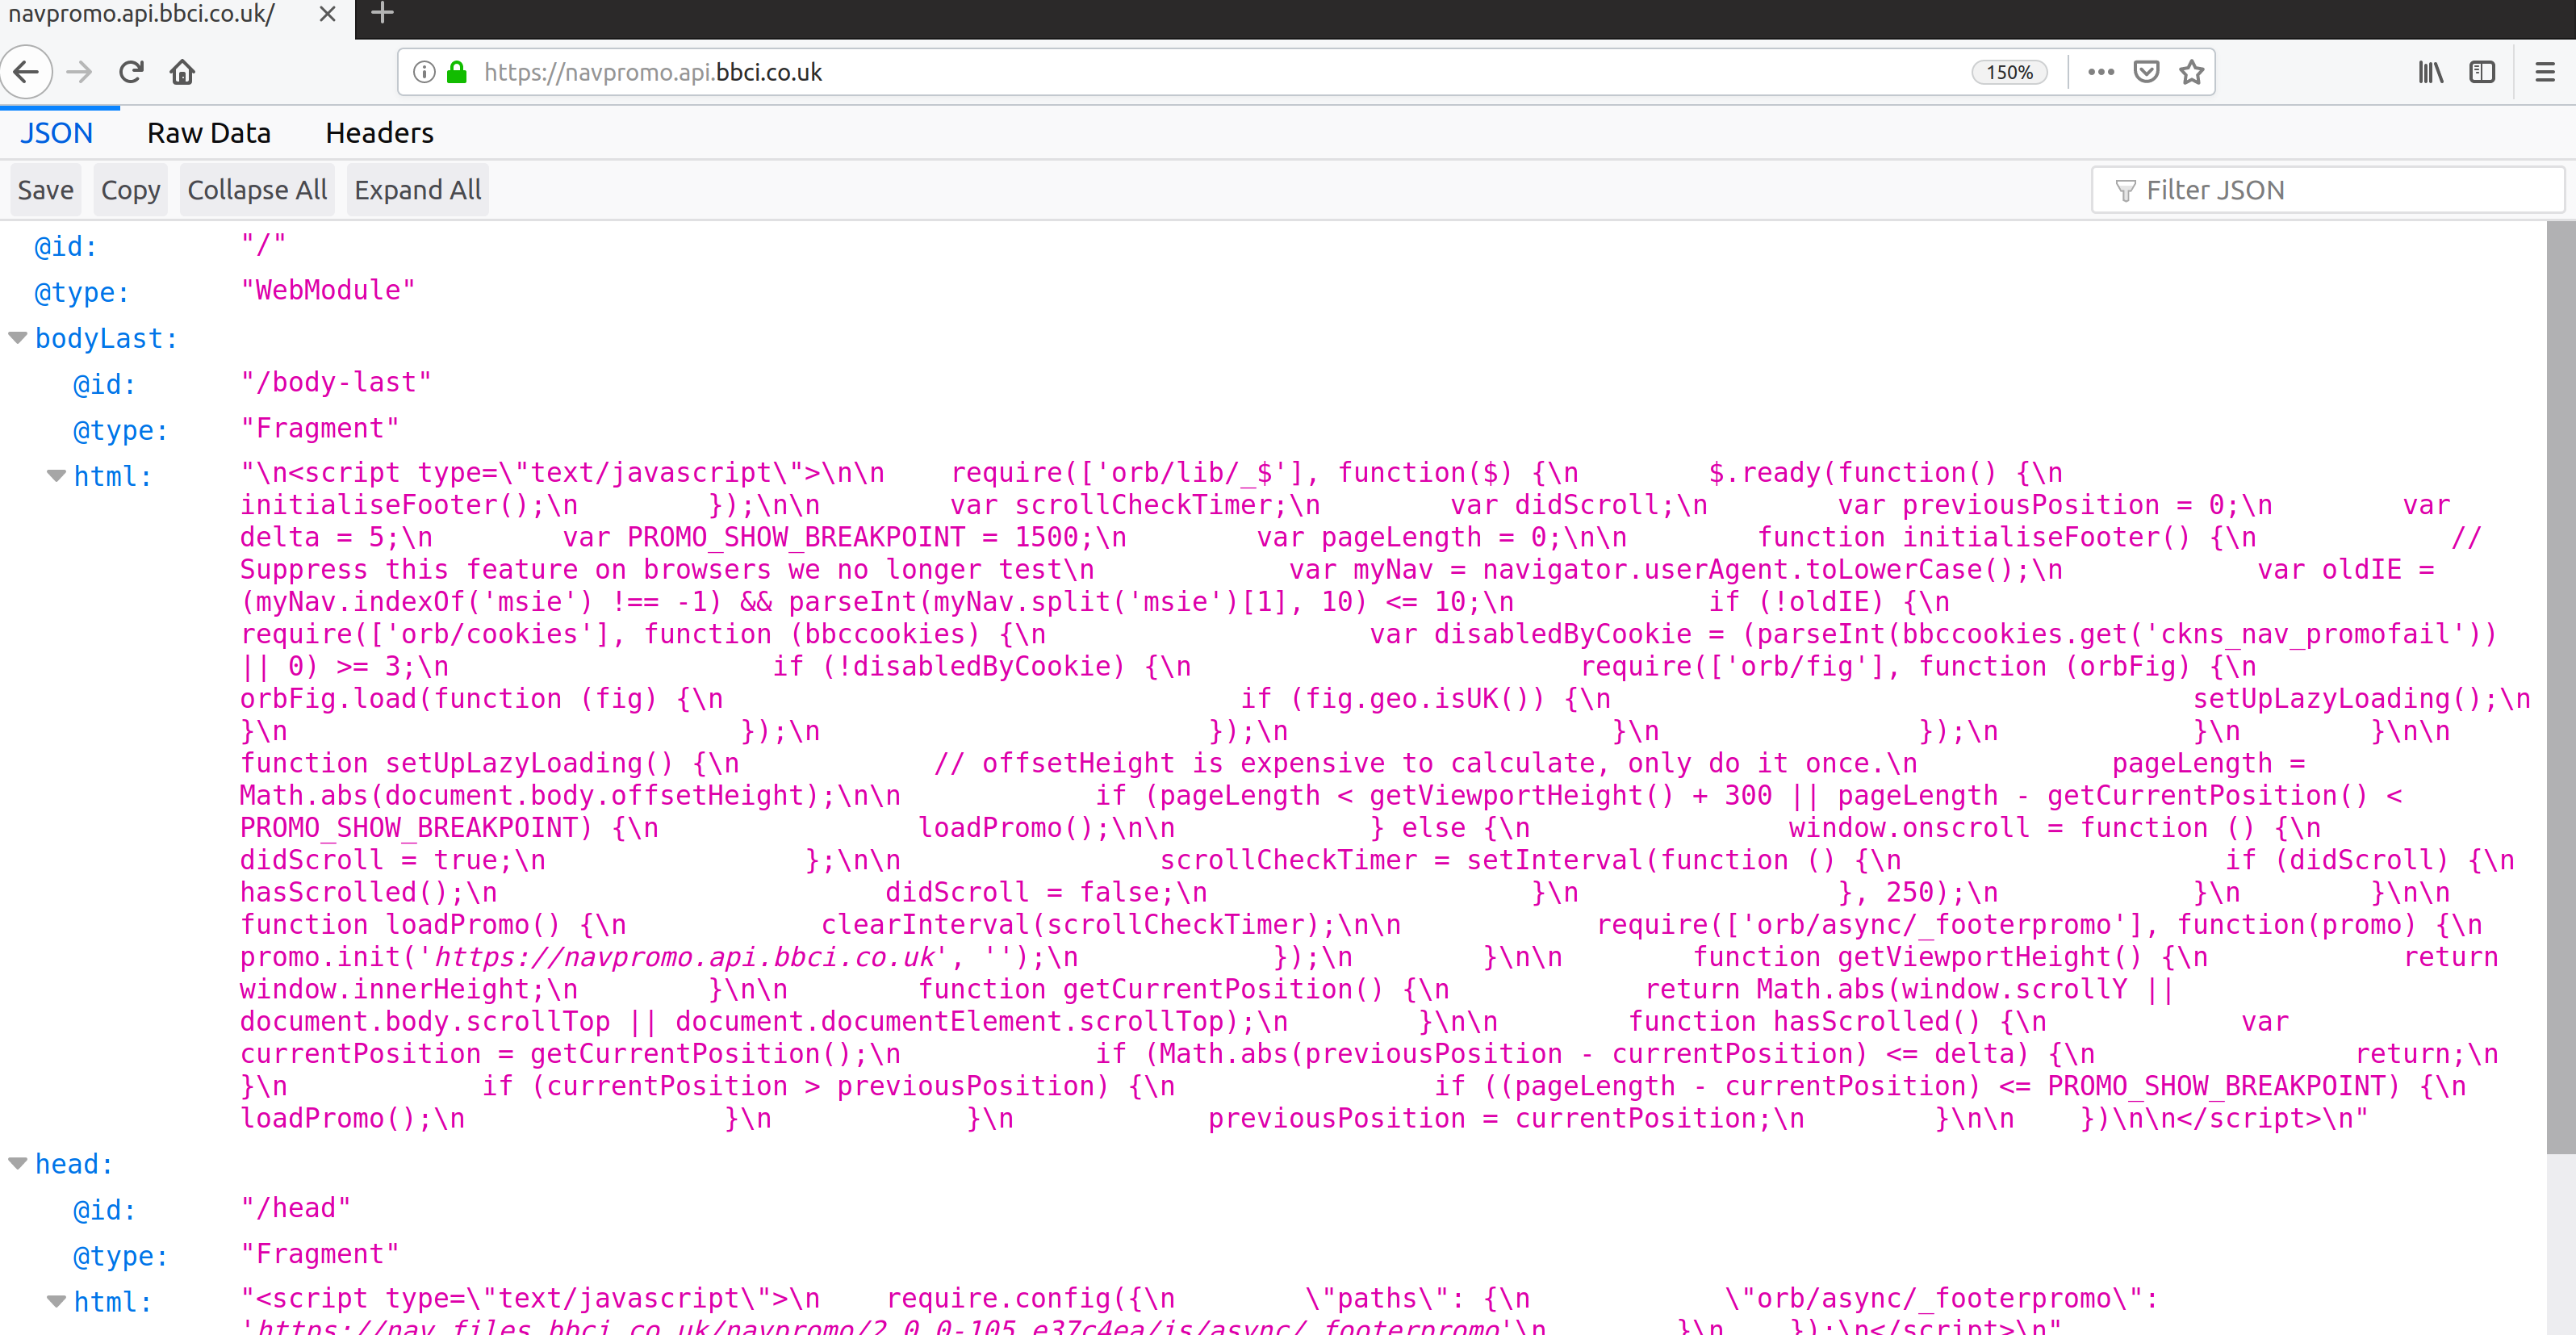 navpromo.api.bbci.co.uk/
https://navpromo.api.bbci.co.uk 150%
JSON Raw Data Headers
Save Copy Collapse All Expand All Filter JSON
@id: "/"
@type: "WebModule"
bodyLast:
@id: "/body-last"
@type: "Fragment"
html: "\n<script type=\"text/javascript\">\n\n    require(['orb/lib/_$'], function($) {\n        $.ready(function() {\n
initialiseFooter();\n        });\n\n        var scrollCheckTimer;\n        var didScroll;\n        var previousPosition = 0;\n        var
delta = 5;\n        var PROMO_SHOW_BREAKPOINT = 1500;\n        var pageLength = 0;\n\n        function initialiseFooter() {\n            //
Suppress this feature on browsers we no longer test\n            var myNav = navigator.userAgent.toLowerCase();\n            var oldIE =
(myNav.indexOf('msie') !== -1) && parseInt(myNav.split('msie')[1], 10) <= 10;\n            if (!oldIE) {\n
require(['orb/cookies'], function (bbccookies) {\n                    var disabledByCookie = (parseInt(bbccookies.get('ckns_nav_promofail'))
|| 0) >= 3;\n                    if (!disabledByCookie) {\n                        require(['orb/fig'], function (orbFig) {\n
orbFig.load(function (fig) {\n                                if (fig.geo.isUK()) {\n                                    setUpLazyLoading();\n
}\n                            });\n                        });\n                    }\n                });\n            }\n        }\n\n
function setUpLazyLoading() {\n            // offsetHeight is expensive to calculate, only do it once.\n            pageLength =
Math.abs(document.body.offsetHeight);\n\n            if (pageLength < getViewportHeight() + 300 || pageLength - getCurrentPosition() <
PROMO_SHOW_BREAKPOINT) {\n                loadPromo();\n\n            } else {\n                window.onscroll = function () {\n
didScroll = true;\n                };\n\n                scrollCheckTimer = setInterval(function () {\n                    if (didScroll) {\n
hasScrolled();\n                        didScroll = false;\n                    }\n                }, 250);\n            }\n        }\n\n
function loadPromo() {\n            clearInterval(scrollCheckTimer);\n\n            require(['orb/async/_footerpromo'], function(promo) {\n
promo.init('https://navpromo.api.bbci.co.uk', '');\n            });\n        }\n\n        function getViewportHeight() {\n            return
window.innerHeight;\n        }\n\n        function getCurrentPosition() {\n            return Math.abs(window.scrollY ||
document.body.scrollTop || document.documentElement.scrollTop);\n        }\n\n        function hasScrolled() {\n            var
currentPosition = getCurrentPosition();\n            if (Math.abs(previousPosition - currentPosition) <= delta) {\n                return;\n
}\n            if (currentPosition > previousPosition) {\n                if ((pageLength - currentPosition) <= PROMO_SHOW_BREAKPOINT) {\n
loadPromo();\n                }\n            }\n            previousPosition = currentPosition;\n        }\n\n    })\n\n</script>\n"
head:
@id: "/head"
@type: "Fragment"
html: "<script type=\"text/javascript\">\n    require.config({\n        \"paths\": {\n            \"orb/async/_footerpromo\":
'https://nav.files.bbci.co.uk/navpromo/2.0.0-105.e37c4ea/js/async/_footerpromo'\n        }\n    });\n</script>\n"